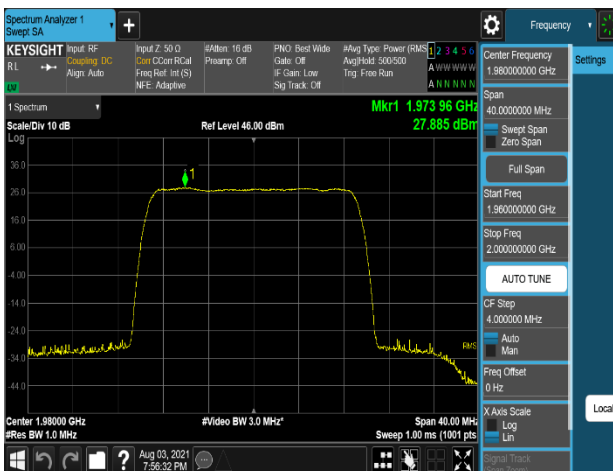 Spectrum Analyzer 1
Swept SA
+
Frequency
KEYSIGHT
RL
Input: RF
Coupling: DC
Align: Auto
Input Z: 50 Ω
Corr CCorr RCal
Freq Ref: Int (S)
NFE: Adaptive
#Atten: 16 dB
Preamp: Off
PNO: Best Wide
Gate: Off
IF Gain: Low
Sig Track: Off
#Avg Type: Power (RMS
Avg|Hold: 500/500
Trig: Free Run
1 2 3 4 5 6
A W W W W W
A N N N N N
1 Spectrum
Scale/Div 10 dB
Log
Ref Level 46.00 dBm
Mkr1 1.973 96 GHz
27.885 dBm
36.0
26.0
16.0
6.00
-4.00
-14.0
-24.0
-34.0
-44.0
1
RMS
Center 1.98000 GHz
#Res BW 1.0 MHz
#Video BW 3.0 MHz*
Span 40.00 MHz
Sweep 1.00 ms (1001 pts)
?
Aug 03, 2021
7:56:32 PM
Center Frequency
1.980000000 GHz
Span
40.0000000 MHz
Swept Span
Zero Span
Full Span
Start Freq
1.960000000 GHz
Stop Freq
2.000000000 GHz
AUTO TUNE
CF Step
4.000000 MHz
Auto
Man
Freq Offset
0 Hz
X Axis Scale
Log
Lin
Signal Track
Settings
Local